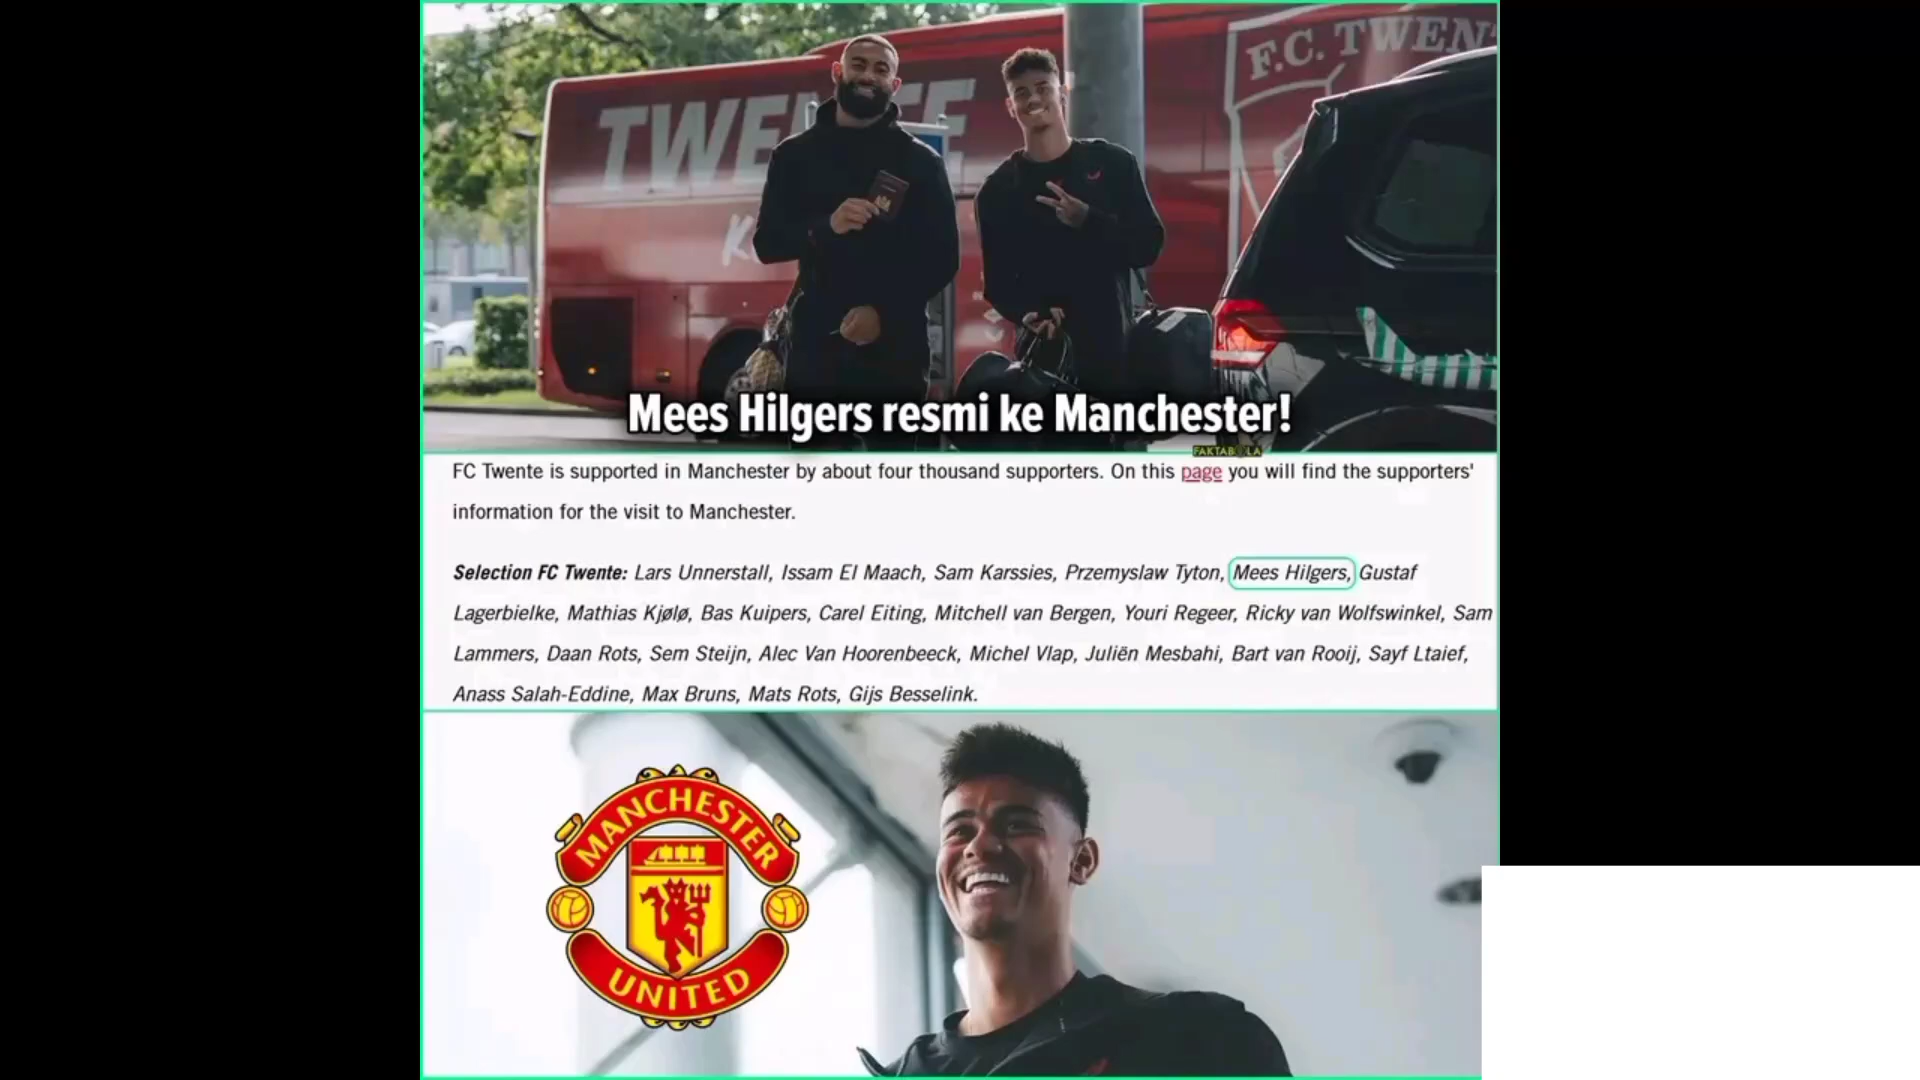 F.C. TWEN
TWE
Mees Hilgers resmi ke Manchester!
FAKTAB LA
FC Twente is supported in Manchester by about four thousand supporters. On this page you will find the supporters'
information for the visit to Manchester.
Selection FC Twente: Lars Unnerstall, Issam El Maach, Sam Karssies, Przemyslaw Tyton, Mees Hilgers, Gustaf
Lagerbielke, Mathias Kjølø, Bas Kuipers, Carel Eiting, Mitchell van Bergen, Youri Regeer, Ricky van Wolfswinkel, Sam
Lammers, Daan Rots, Sem Steijn, Alec Van Hoorenbeeck, Michel Vlap, Juliën Mesbahi, Bart van Rooij, Sayf Ltaief,
Anass Salah-Eddine, Max Bruns, Mats Rots, Gijs Besselink.
MANCHESTER
UNITED